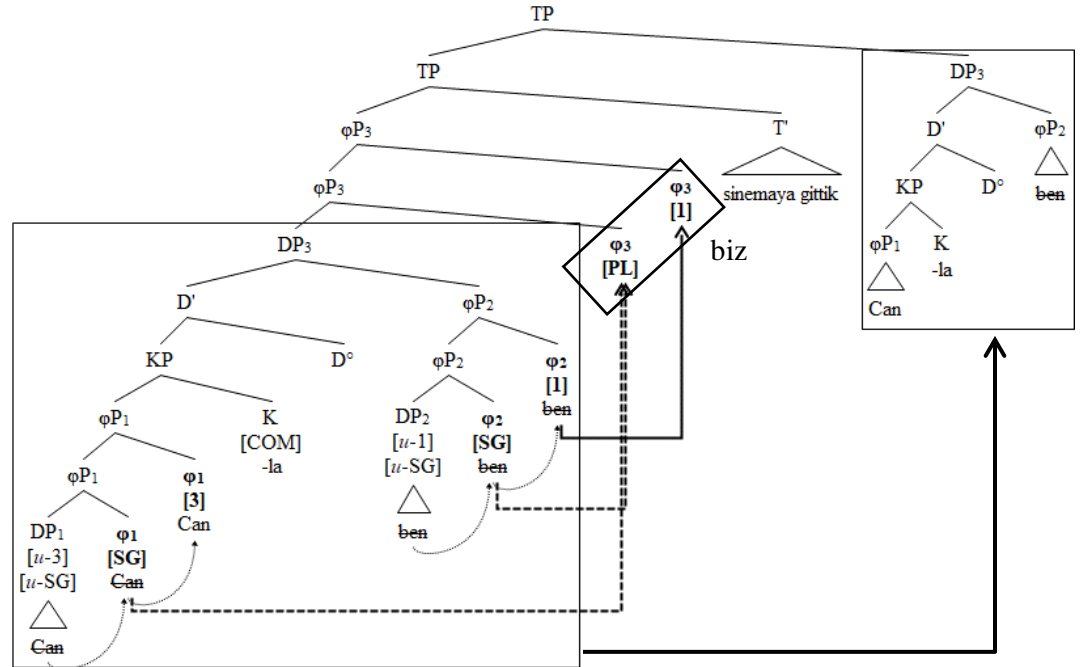 TP
TP
DP₃
φP₃
T'
D'
φP₂
φP₃
φ₃
[1]
sinemaya gittik
KP
D°
ben
DP₃
φ₃
[PL]
biz
φP₁
K
-la
Can
D'
φP₂
KP
D°
φP₂
φ₂
[1]
ben
φP₁
K
[COM]
-la
DP₂
[u-1]
[u-SG]
φ₂
[SG]
ben
φP₁
φ₁
[3]
Can
ben
DP₁
[u-3]
[u-SG]
φ₁
[SG]
Can
Can